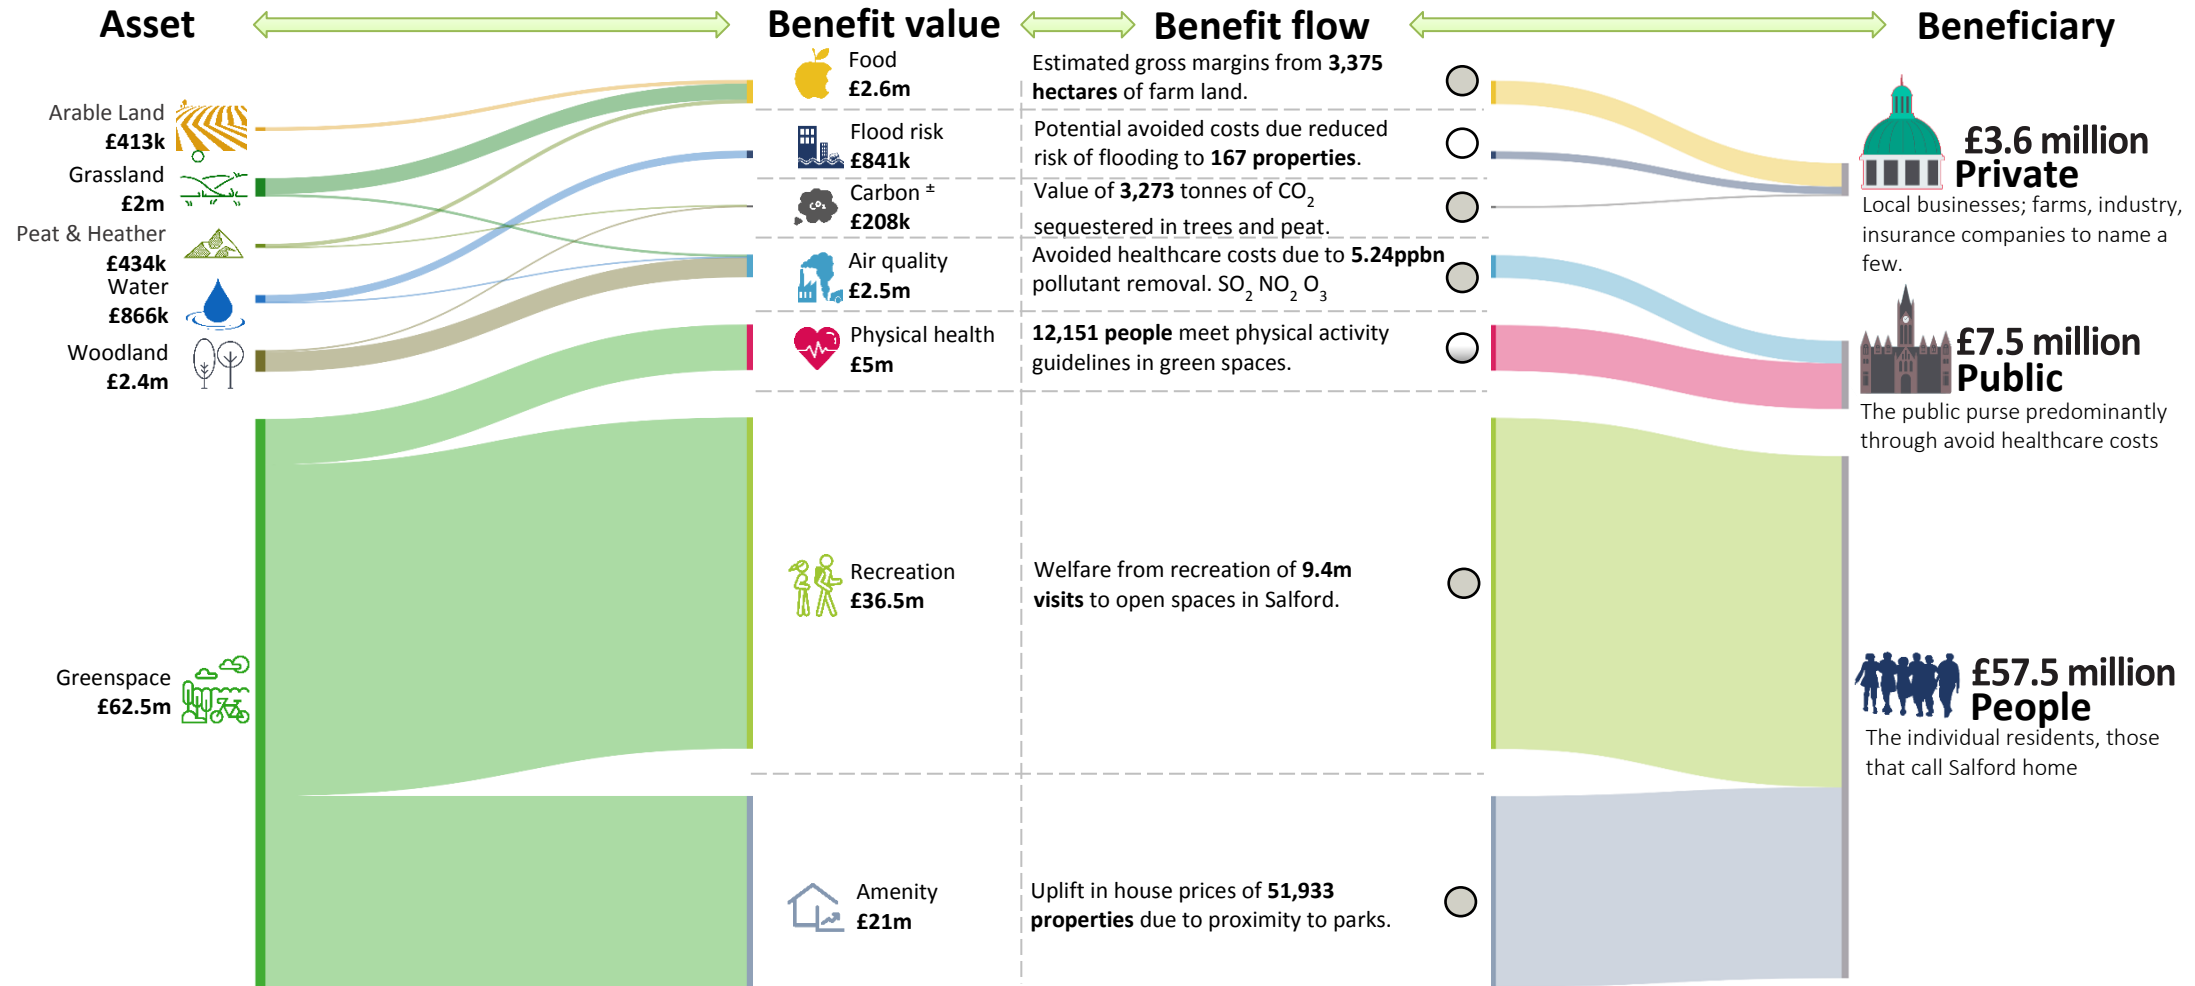 Asset
Benefit value
Benefit flow
Beneficiary
Arable Land
£413k
Grassland
£2m
Peat & Heather
£434k
Water
£866k
Woodland
£2.4m
Greenspace
£62.5m
Food
£2.6m
Flood risk
£841k
Carbon ±
£208k
CO2
Air quality
£2.5m
Physical health
£5m
Recreation
£36.5m
Amenity
£21m
Estimated gross margins from 3,375
hectares of farm land.
Potential avoided costs due reduced
risk of flooding to 167 properties.
Value of 3,273 tonnes of CO2
sequestered in trees and peat.
Avoided healthcare costs due to 5.24ppbn
pollutant removal. SO2 NO2 O3
12,151 people meet physical activity
guidelines in green spaces.
Welfare from recreation of 9.4m
visits to open spaces in Salford.
Uplift in house prices of 51,933
properties due to proximity to parks.
£3.6 million
Private
Local businesses; farms, industry,
insurance companies to name a
few.
£7.5 million
Public
The public purse predominantly
through avoid healthcare costs
£57.5 million
People
The individual residents, those
that call Salford home